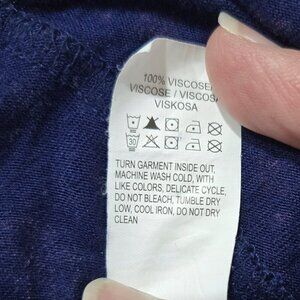 100% VISCOSE/
VISCOSE / VISCOSA
VISKOSA
30
TURN GARMENT INSIDE OUT,
MACHINE WASH COLD, WITH
LIKE COLORS, DELICATE CYCLE,
DO NOT BLEACH, TUMBLE DRY
LOW, COOL IRON, DO NOT DRY
CLEAN